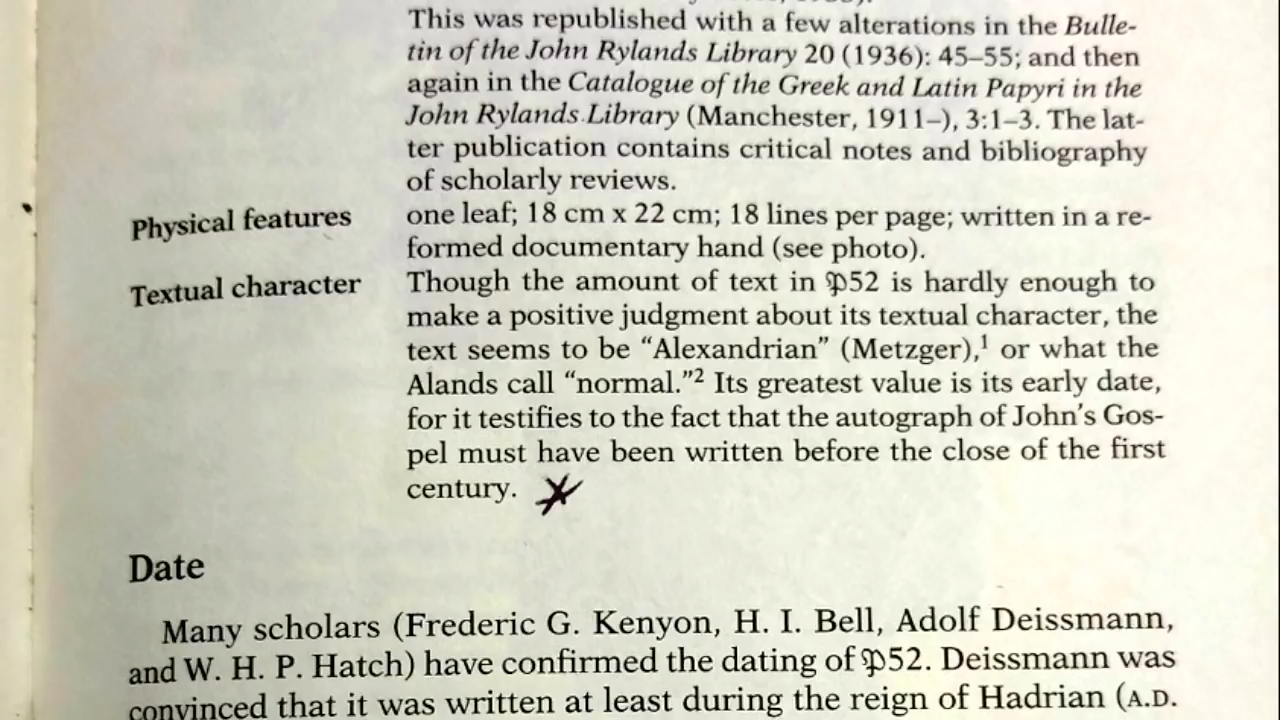 This was republished with a few alterations in the Bulle-
tin of the John Rylands Library 20 (1936): 45–55; and then
again in the Catalogue of the Greek and Latin Papyri in the
John Rylands Library (Manchester, 1911–), 3:1–3. The lat-
ter publication contains critical notes and bibliography
of scholarly reviews.
Physical features one leaf; 18 cm x 22 cm; 18 lines per page; written in a re-
formed documentary hand (see photo).
Textual character Though the amount of text in 𝔓52 is hardly enough to
make a positive judgment about its textual character, the
text seems to be “Alexandrian” (Metzger),¹ or what the
Alands call “normal.”² Its greatest value is its early date,
for it testifies to the fact that the autograph of John’s Gos-
pel must have been written before the close of the first
century.
Date
Many scholars (Frederic G. Kenyon, H. I. Bell, Adolf Deissmann,
and W. H. P. Hatch) have confirmed the dating of 𝔓52. Deissmann was
convinced that it was written at least during the reign of Hadrian (A.D.